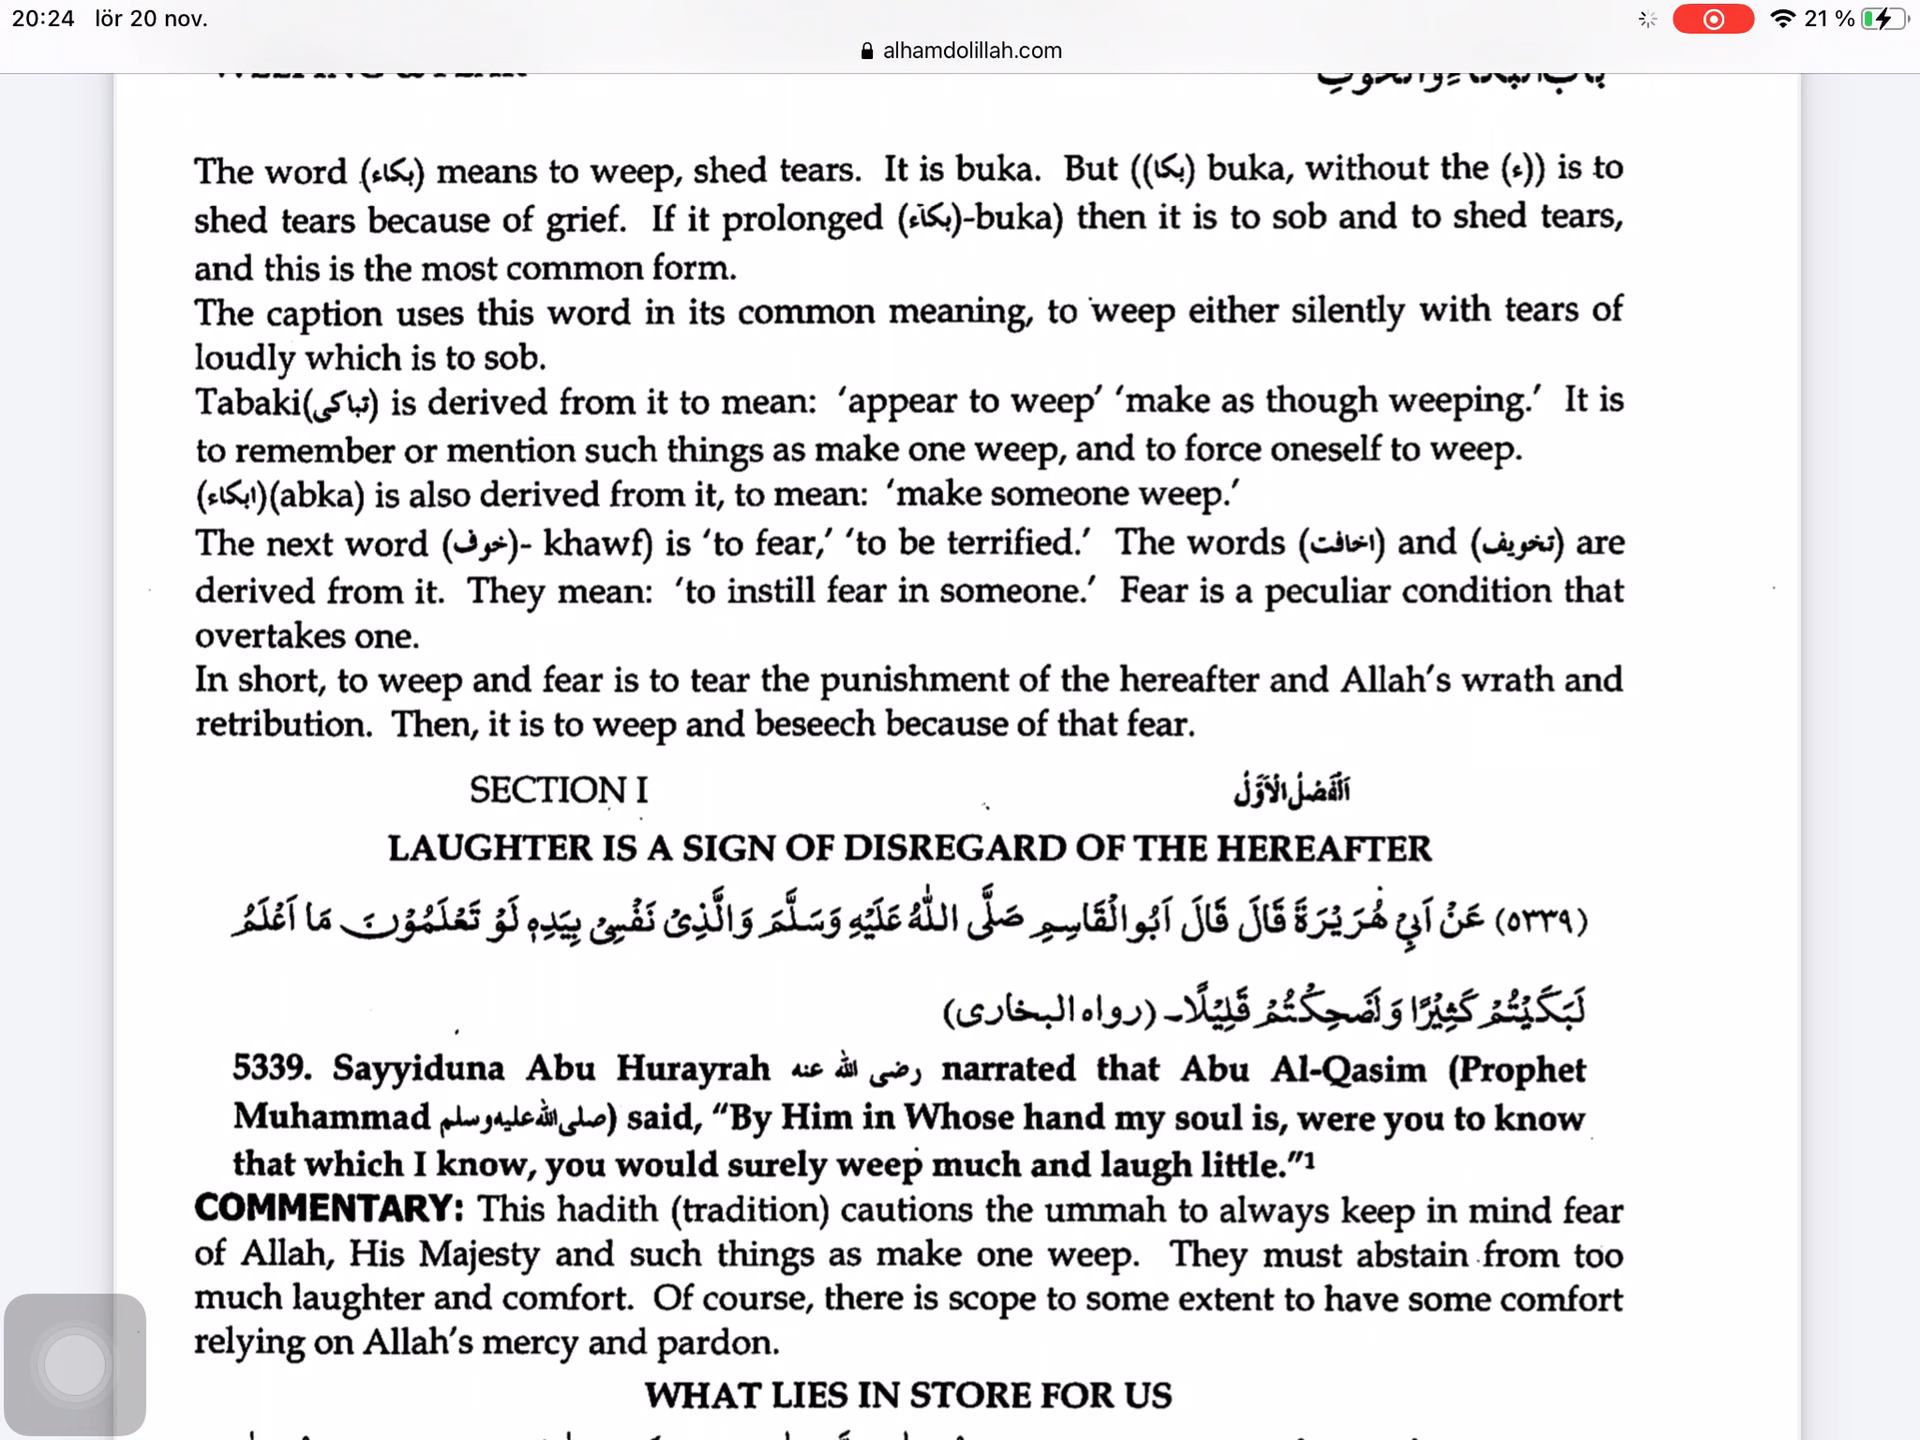 20:24 lör 20 nov. 21 %
alhamdolillah.com
The word (بکاء) means to weep, shed tears. It is buka. But ((بکا) buka, without the (ء)) is to
shed tears because of grief. If it prolonged (بکآء)-buka) then it is to sob and to shed tears,
and this is the most common form.
The caption uses this word in its common meaning, to weep either silently with tears of
loudly which is to sob.
Tabaki(تباکی) is derived from it to mean: ‘appear to weep’ ‘make as though weeping.’ It is
to remember or mention such things as make one weep, and to force oneself to weep.
(ابکاء)(abka) is also derived from it, to mean: ‘make someone weep.’
The next word (خوف)- khawf) is ‘to fear,’ ‘to be terrified.’ The words (اخافت) and (تخویف) are
derived from it. They mean: ‘to instill fear in someone.’ Fear is a peculiar condition that
overtakes one.
In short, to weep and fear is to tear the punishment of the hereafter and Allah’s wrath and
retribution. Then, it is to weep and beseech because of that fear.
SECTION I اَلْفَصْلُ الْاَوَّلُ
LAUGHTER IS A SIGN OF DISREGARD OF THE HEREAFTER
(٥٣٣٩) عَنْ اَبِيْ هُرَيْرَةَ قَالَ قَالَ اَبُو الْقَاسِمِ صَلَّى اللّٰهُ عَلَيْهِ وَسَلَّمَ وَالَّذِيْ نَفْسِيْ بِيَدِهٖ لَوْ تَعْلَمُوْنَ مَا اَعْلَمُ
لَبَكَيْتُمْ كَثِيْرًا وَلَضَحِكْتُمْ قَلِيْلًا۔ (رواه البخاری)
5339. Sayyiduna Abu Hurayrah رضی الله عنه narrated that Abu Al-Qasim (Prophet
Muhammad صلی الله علیه وسلم) said, “By Him in Whose hand my soul is, were you to know
that which I know, you would surely weep much and laugh little.”1
COMMENTARY: This hadith (tradition) cautions the ummah to always keep in mind fear
of Allah, His Majesty and such things as make one weep. They must abstain from too
much laughter and comfort. Of course, there is scope to some extent to have some comfort
relying on Allah’s mercy and pardon.
WHAT LIES IN STORE FOR US